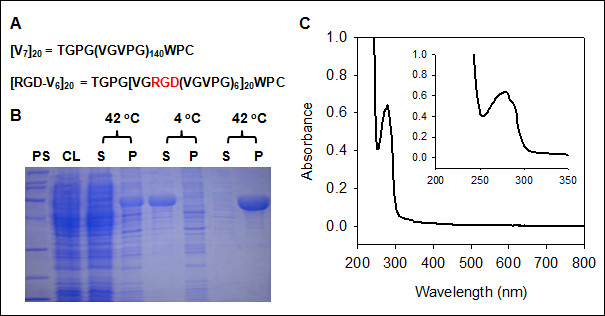 A
[V7]20 = TGPG(VGVPG)140WPC
[RGD-V6]20 = TGPG[VGRGD(VGVPG)6]20WPC
B
42 °C 4 °C 42 °C
PS CL S P S P S P
C
Absorbance
1.0
0.8
0.6
0.4
0.2
0.0
200 300 400 500 600 700 800
Wavelength (nm)
1.0
0.8
0.6
0.4
0.2
0.0
200 250 300 350